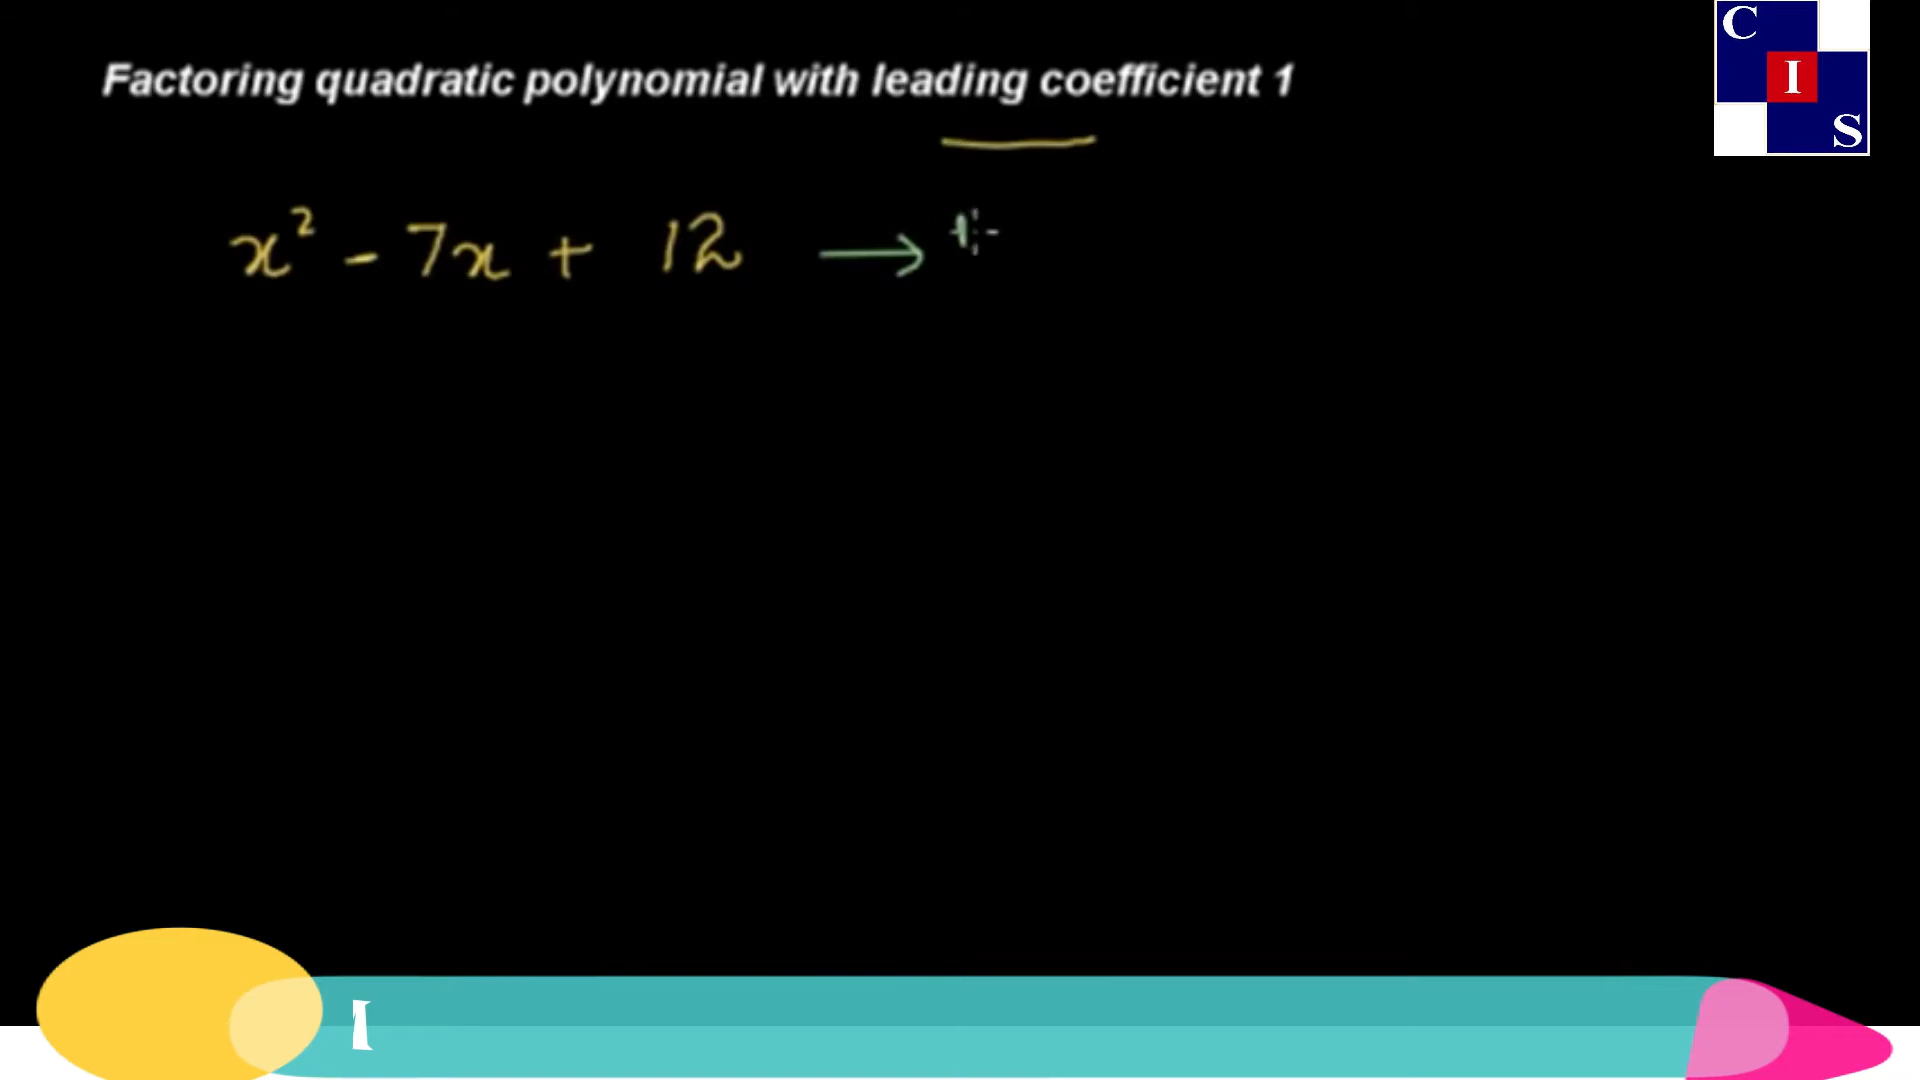 Factoring quadratic polynomial with leading coefficient 1
C
I
S
x² - 7x + 12 →
I